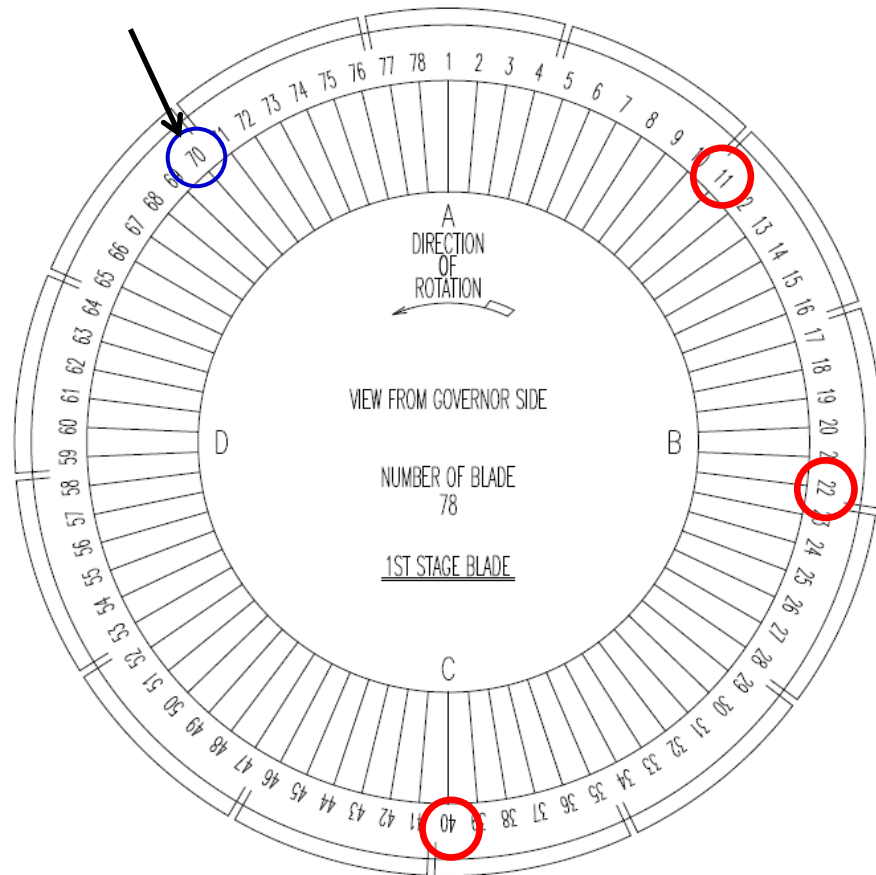 1 2 3 4 5 6 7 8 9 10 11 12 13 14 15 16 17 18 19 20 21 22 23 24 25 26 27 28 29 30 31 32 33 34 35 36 37 38 39 40 41 42 43 44 45 46 47 48 49 50 51 52 53 54 55 56 57 58 59 60 61 62 63 64 65 66 67 68 69 70 71 72 73 74 75 76 77 78
A
DIRECTION
OF
ROTATION
VIEW FROM GOVERNOR SIDE
D
B
NUMBER OF BLADE
78
1ST STAGE BLADE
C